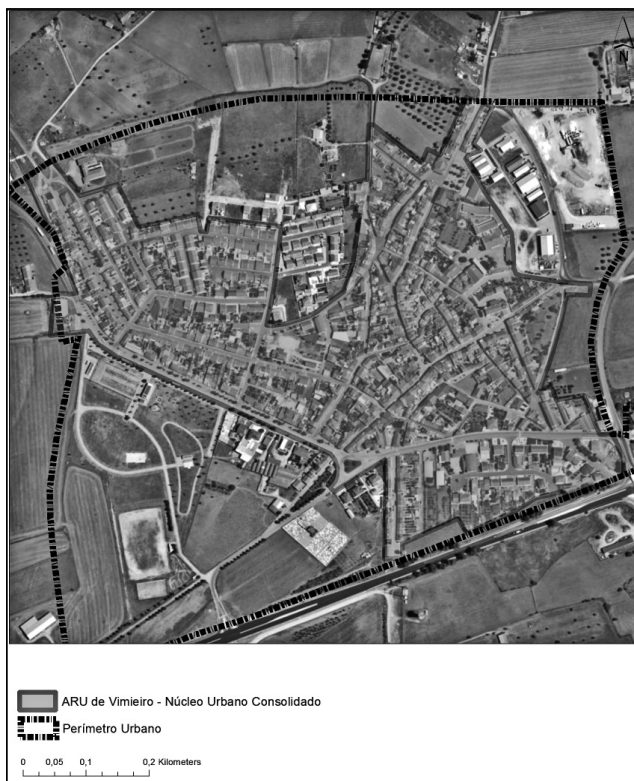 N
ARU de Vimieiro - Núcleo Urbano Consolidado
Perímetro Urbano
0 0,05 0,1 0,2 Kilometers